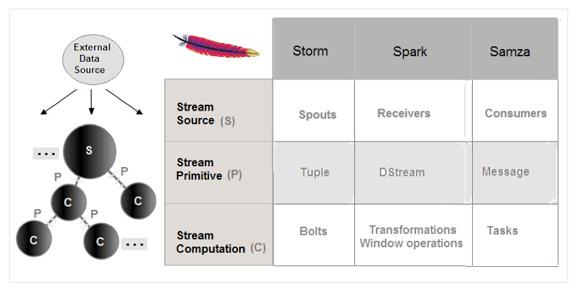 External
Data
Source
... S
P P
C C
P P
C C ...
Storm Spark Samza
Stream
Source (S)
Spouts Receivers Consumers
Stream
Primitive (P)
Tuple DStream Message
Stream
Computation (C)
Bolts Transformations
Window operations Tasks